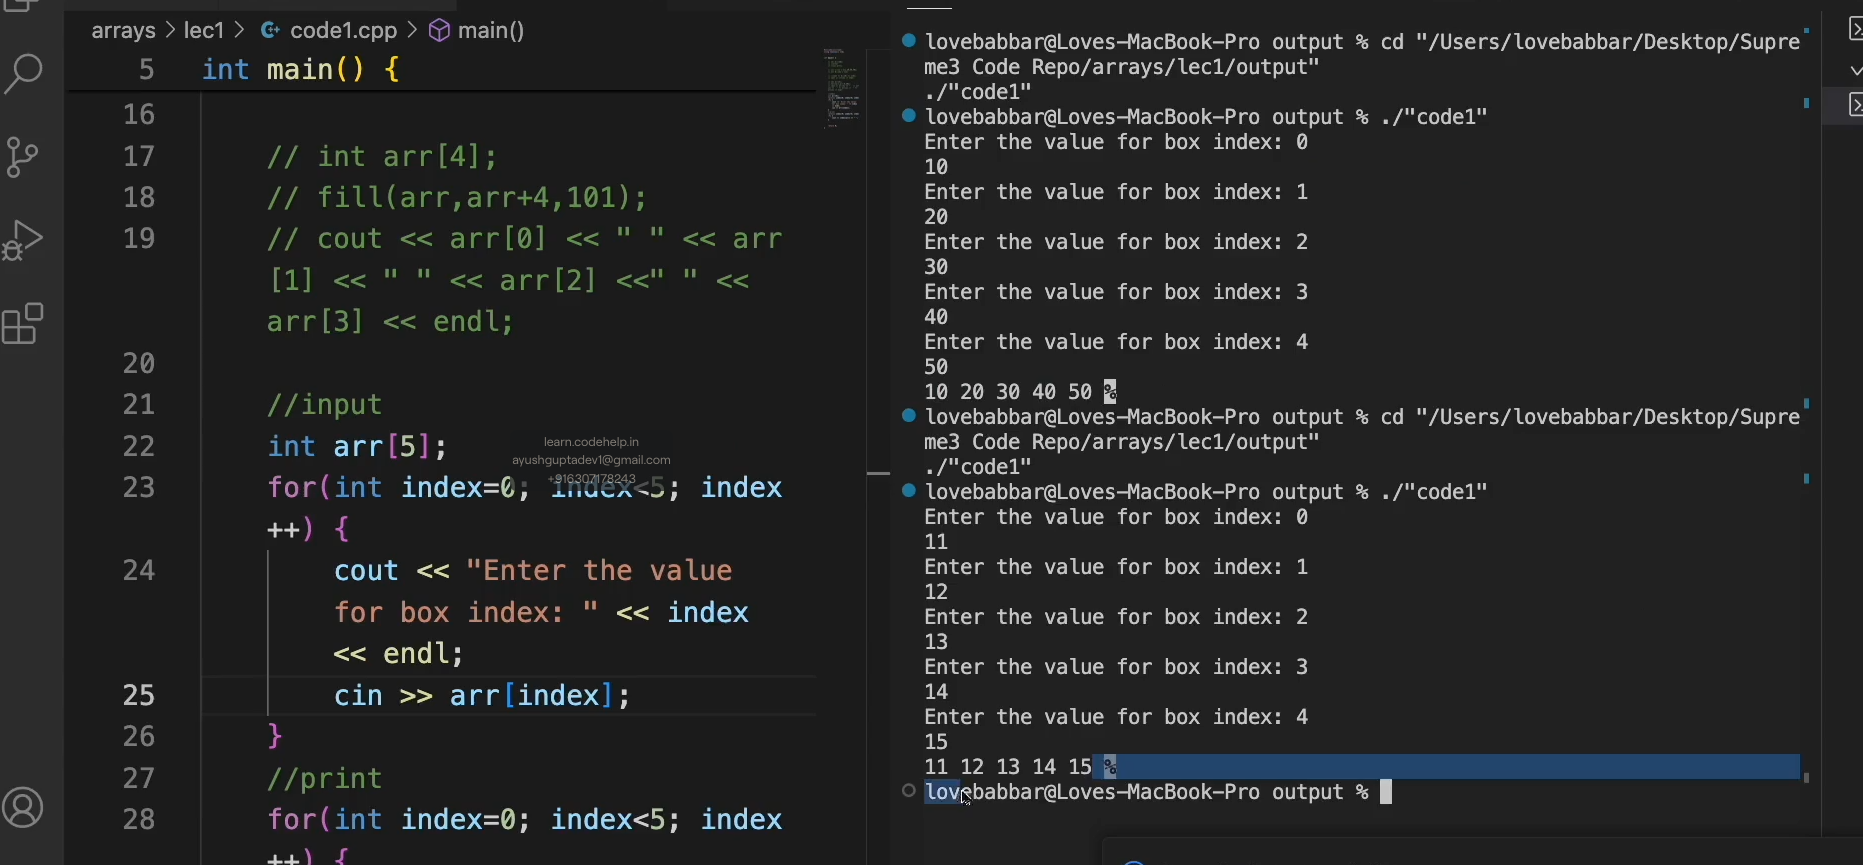 arrays > lec1 > code1.cpp > main()
5 int main() {
16
17 // int arr[4];
18 // fill(arr,arr+4,101);
19 // cout << arr[0] << " " << arr
[1] << " " << arr[2] <<" " <<
arr[3] << endl;
20
21 //input
22 int arr[5];
learn.codehelp.in
ayushguptadev1@gmail.com
+916307178243
23 for(int index=0; index<5; index
++) {
24 cout << "Enter the value
for box index: " << index
<< endl;
25 cin >> arr[index];
26 }
27 //print
28 for(int index=0; index<5; index
++) {
lovebabbar@Loves-MacBook-Pro output % cd "/Users/lovebabbar/Desktop/Supre
me3 Code Repo/arrays/lec1/output"
./"code1"
lovebabbar@Loves-MacBook-Pro output % ./"code1"
Enter the value for box index: 0
10
Enter the value for box index: 1
20
Enter the value for box index: 2
30
Enter the value for box index: 3
40
Enter the value for box index: 4
50
10 20 30 40 50 %
lovebabbar@Loves-MacBook-Pro output % cd "/Users/lovebabbar/Desktop/Supre
me3 Code Repo/arrays/lec1/output"
./"code1"
lovebabbar@Loves-MacBook-Pro output % ./"code1"
Enter the value for box index: 0
11
Enter the value for box index: 1
12
Enter the value for box index: 2
13
Enter the value for box index: 3
14
Enter the value for box index: 4
15
11 12 13 14 15 %
lovebabbar@Loves-MacBook-Pro output %